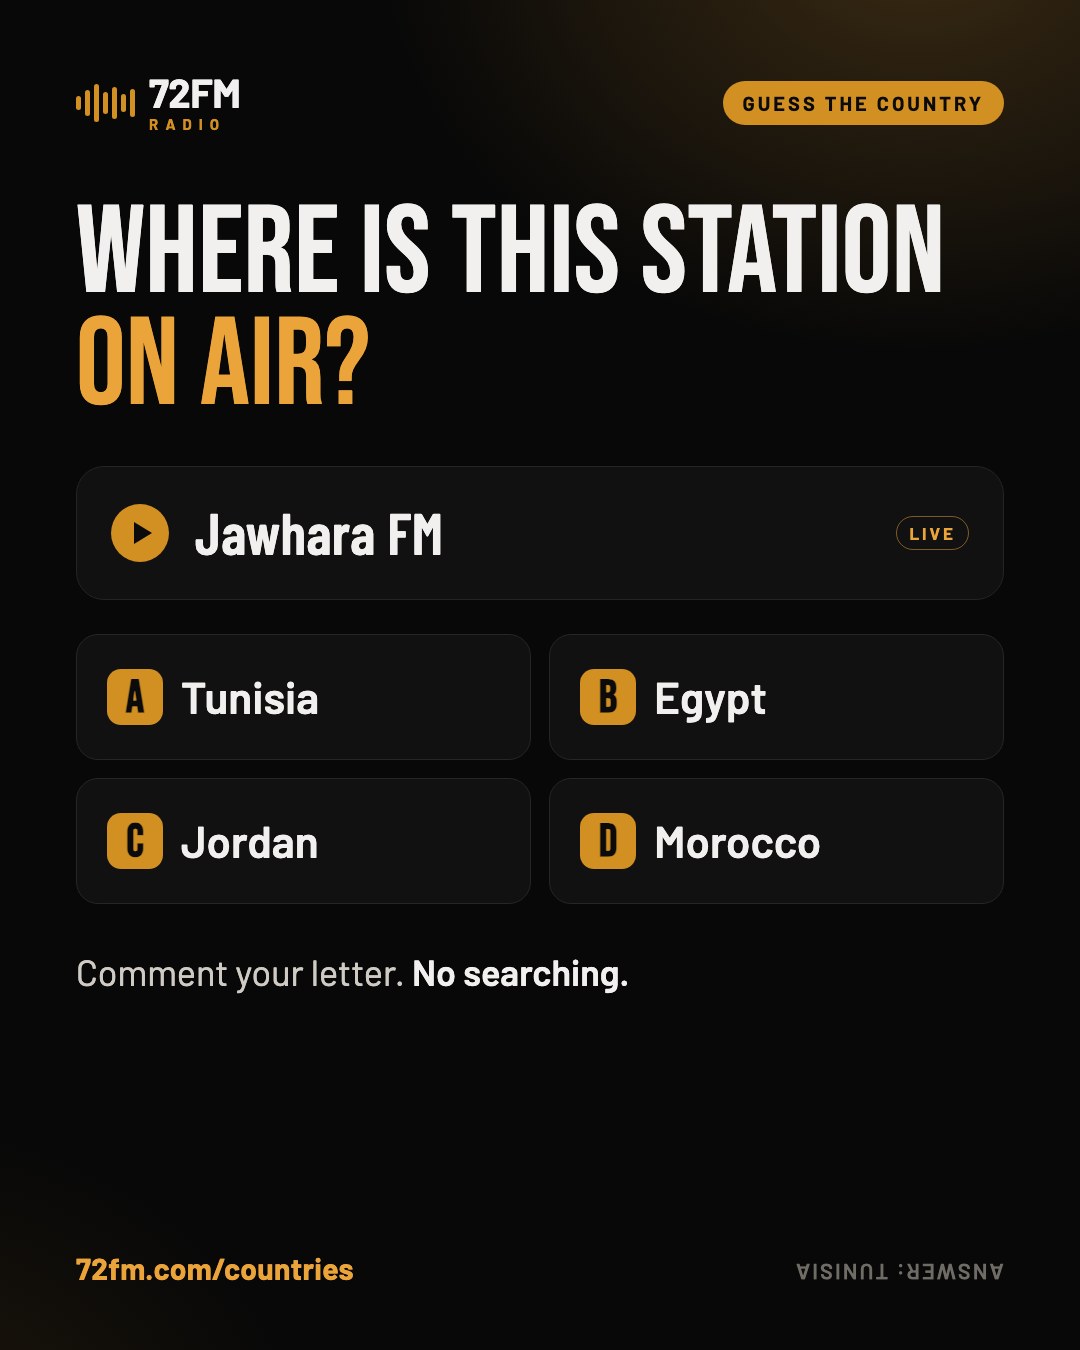 72FM
RADIO
GUESS THE COUNTRY
WHERE IS THIS STATION
ON AIR?
Jawhara FM
LIVE
A Tunisia
B Egypt
C Jordan
D Morocco
Comment your letter. No searching.
72fm.com/countries
ANSWER: TUNISIA